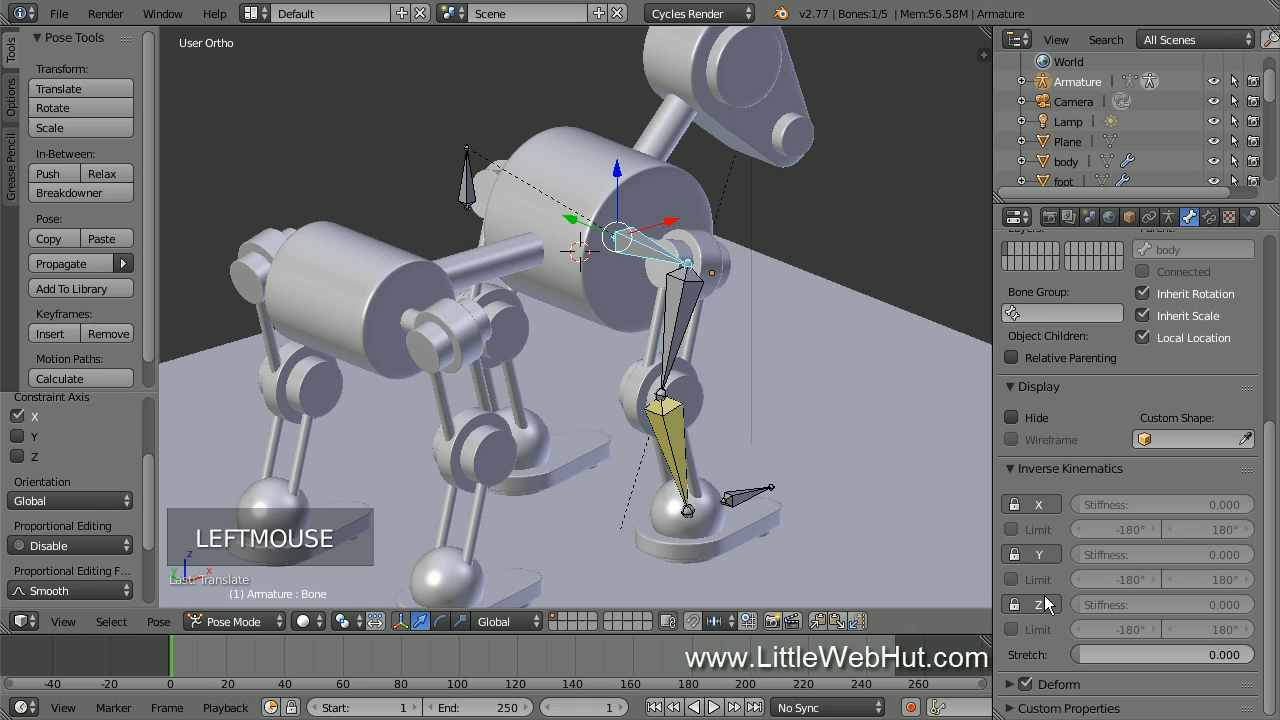 File Render Window Help Default Scene Cycles Render v2.77 | Bones:1/5 | Mem:56.58M | Armature
Tools
Options
Grease Pencil
Pose Tools
Transform:
Translate
Rotate
Scale
In-Between:
Push Relax
Breakdowner
Pose:
Copy Paste
Propagate
Add To Library
Keyframes:
Insert Remove
Motion Paths:
Calculate
Constraint Axis
X
Y
Z
Orientation
Global
Proportional Editing
Disable
Proportional Editing F...
Smooth
User Ortho
LEFTMOUSE
z
y
x
Last: Translate
(1) Armature : Bone
View Select Pose Pose Mode Global
www.LittleWebHut.com
-40 -20 0 20 40 60 80 100 120 140 160 180 200 220 240 260
View Marker Frame Playback Start: 1 End: 250 1 No Sync
View Search All Scenes
World
Armature
Camera
Lamp
Plane
body
foot
body
Connected
Bone Group:
Inherit Rotation
Inherit Scale
Object Children:
Local Location
Relative Parenting
Display
Hide
Custom Shape:
Wireframe
Inverse Kinematics
X Stiffness: 0.000
Limit -180° 180°
Y Stiffness: 0.000
Limit -180° 180°
Z Stiffness: 0.000
Limit -180° 180°
Stretch: 0.000
Deform
Custom Properties